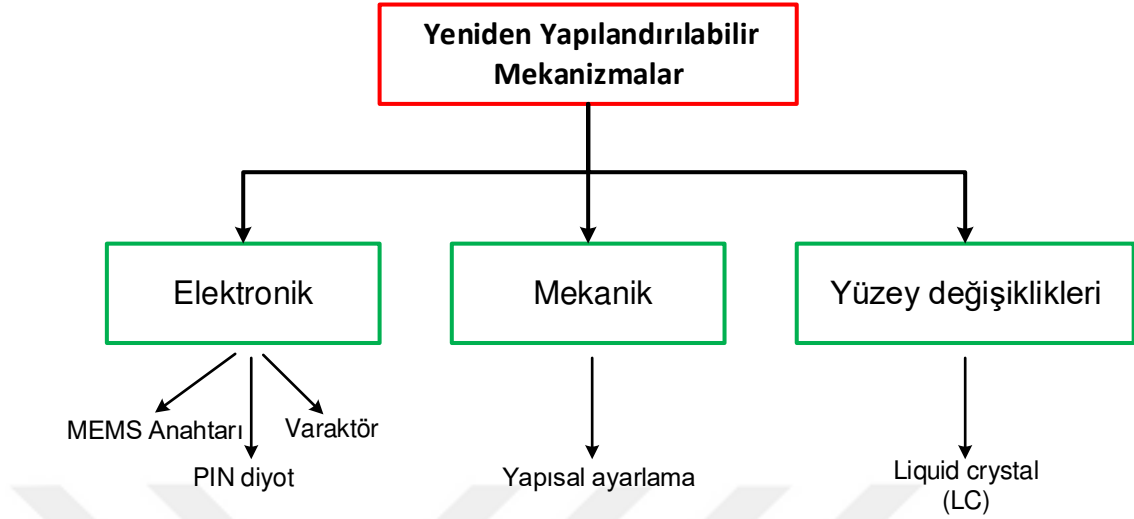 Yeniden Yapılandırılabilir
Mekanizmalar
Elektronik
Mekanik
Yüzey değişiklikleri
MEMS Anahtarı
Varaktör
PIN diyot
Yapısal ayarlama
Liquid crystal
(LC)